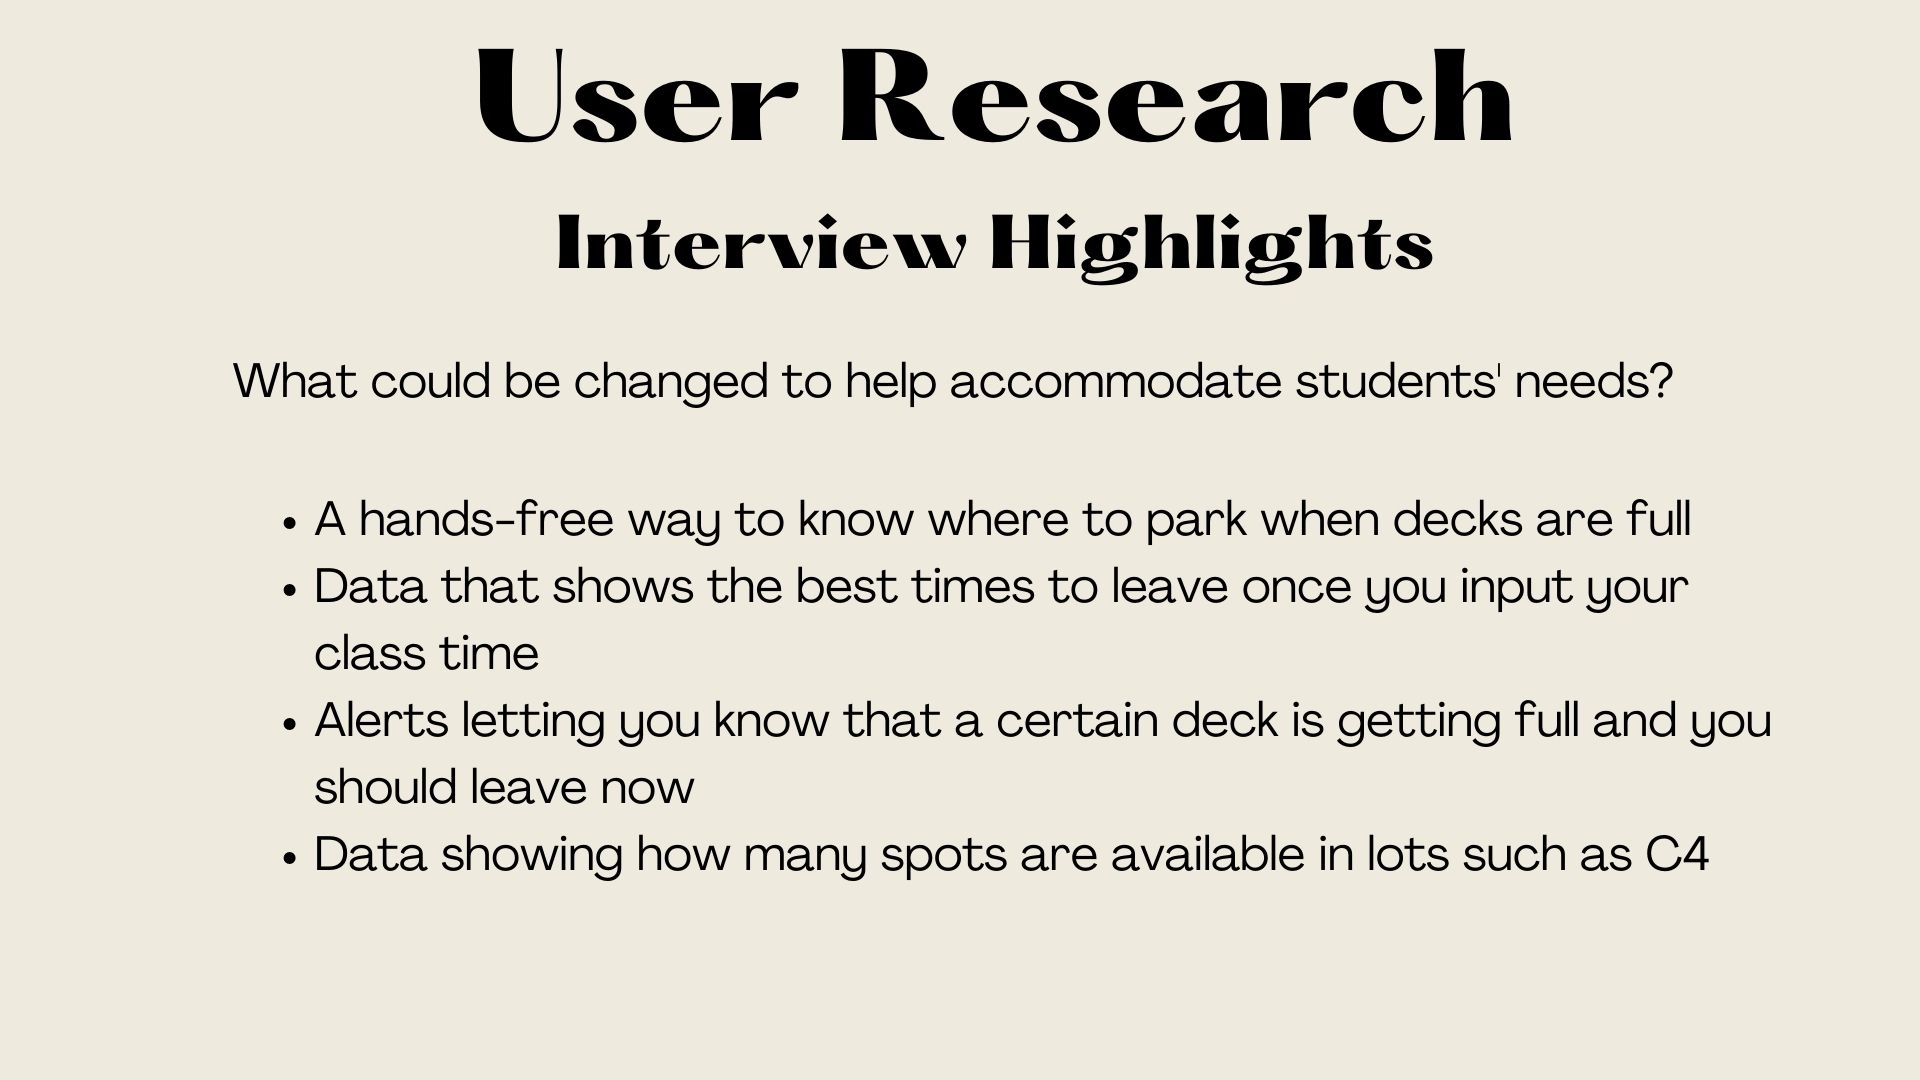 User Research
Interview Highlights
What could be changed to help accommodate students' needs?
• A hands-free way to know where to park when decks are full
• Data that shows the best times to leave once you input your
class time
• Alerts letting you know that a certain deck is getting full and you
should leave now
• Data showing how many spots are available in lots such as C4